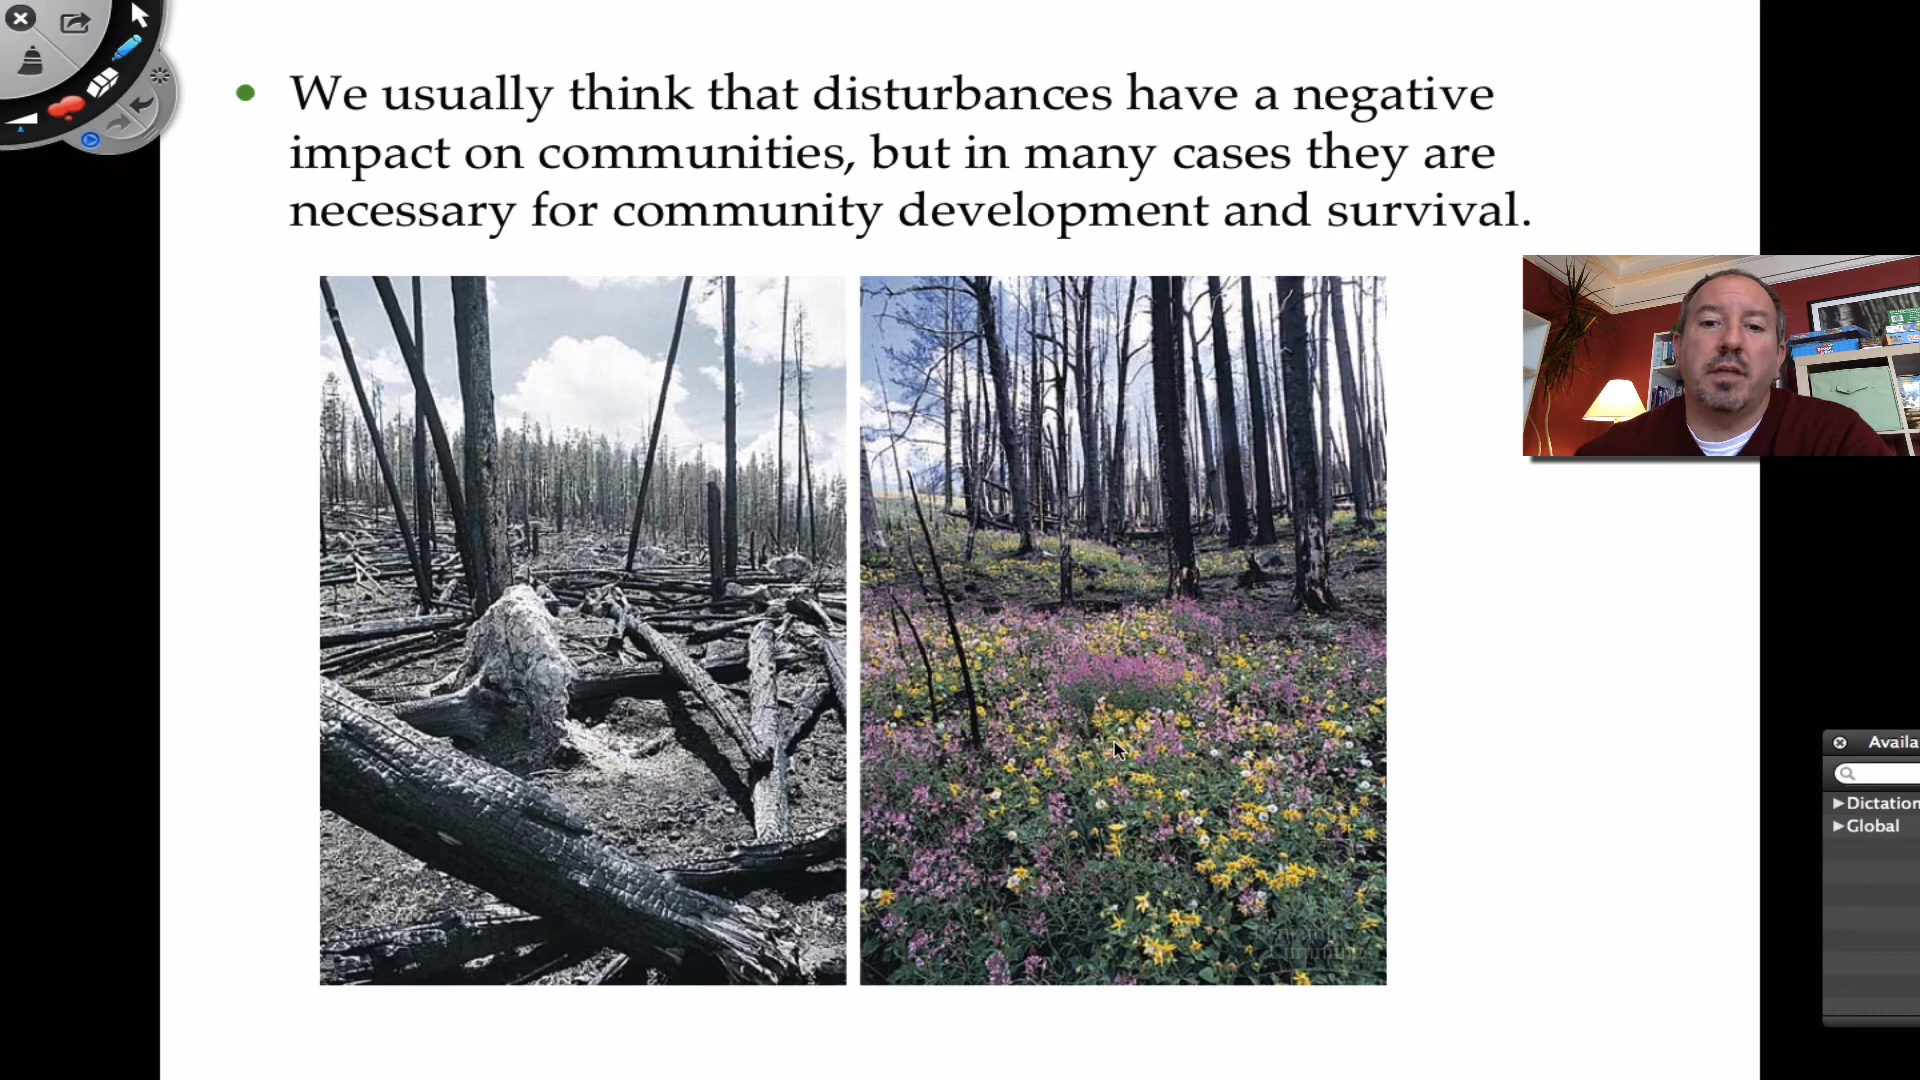 • We usually think that disturbances have a negative
impact on communities, but in many cases they are
necessary for community development and survival.
Availa
Dictation
Global